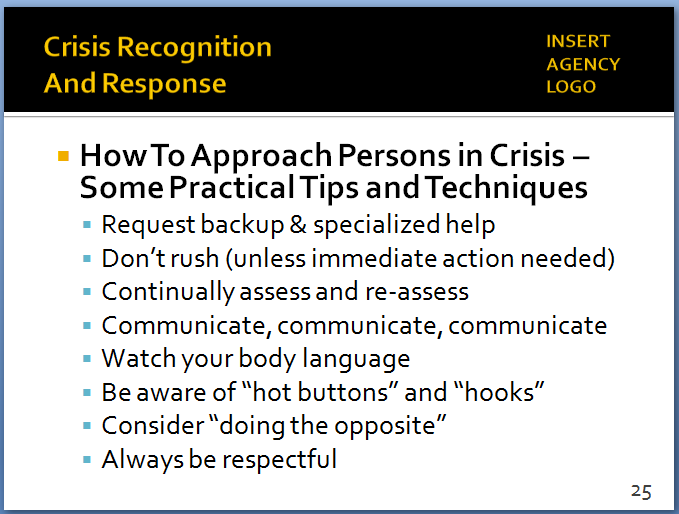 Crisis Recognition
And Response
INSERT
AGENCY
LOGO
How To Approach Persons in Crisis –
Some Practical Tips and Techniques
Request backup & specialized help
Don’t rush (unless immediate action needed)
Continually assess and re-assess
Communicate, communicate, communicate
Watch your body language
Be aware of “hot buttons” and “hooks”
Consider “doing the opposite”
Always be respectful
25